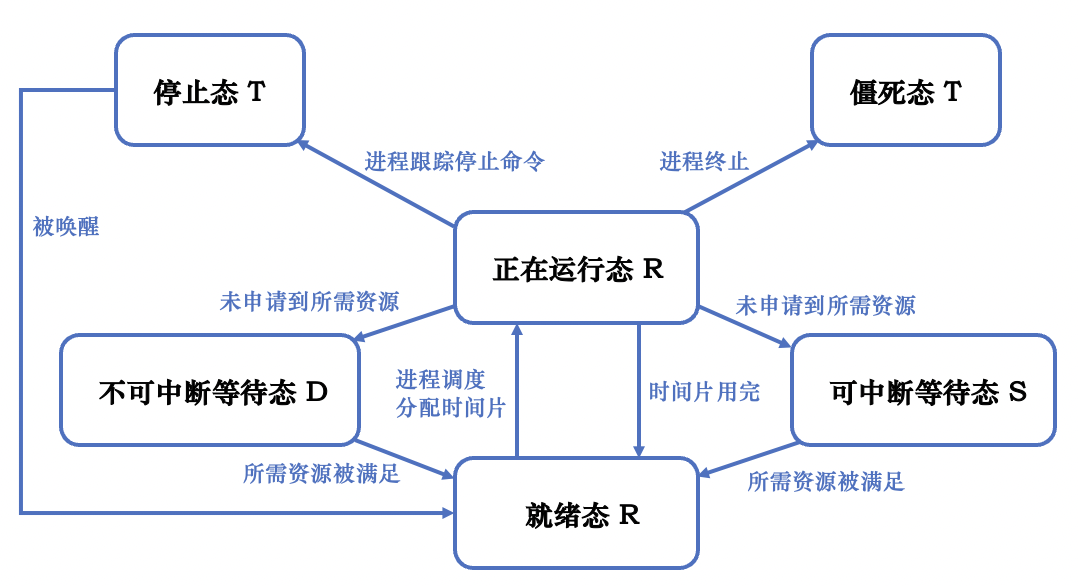 停止态 T
僵死态 T
进程跟踪停止命令
进程终止
被唤醒
正在运行态 R
未申请到所需资源
未申请到所需资源
不可中断等待态 D
进程调度
分配时间片
时间片用完
可中断等待态 S
所需资源被满足
所需资源被满足
就绪态 R